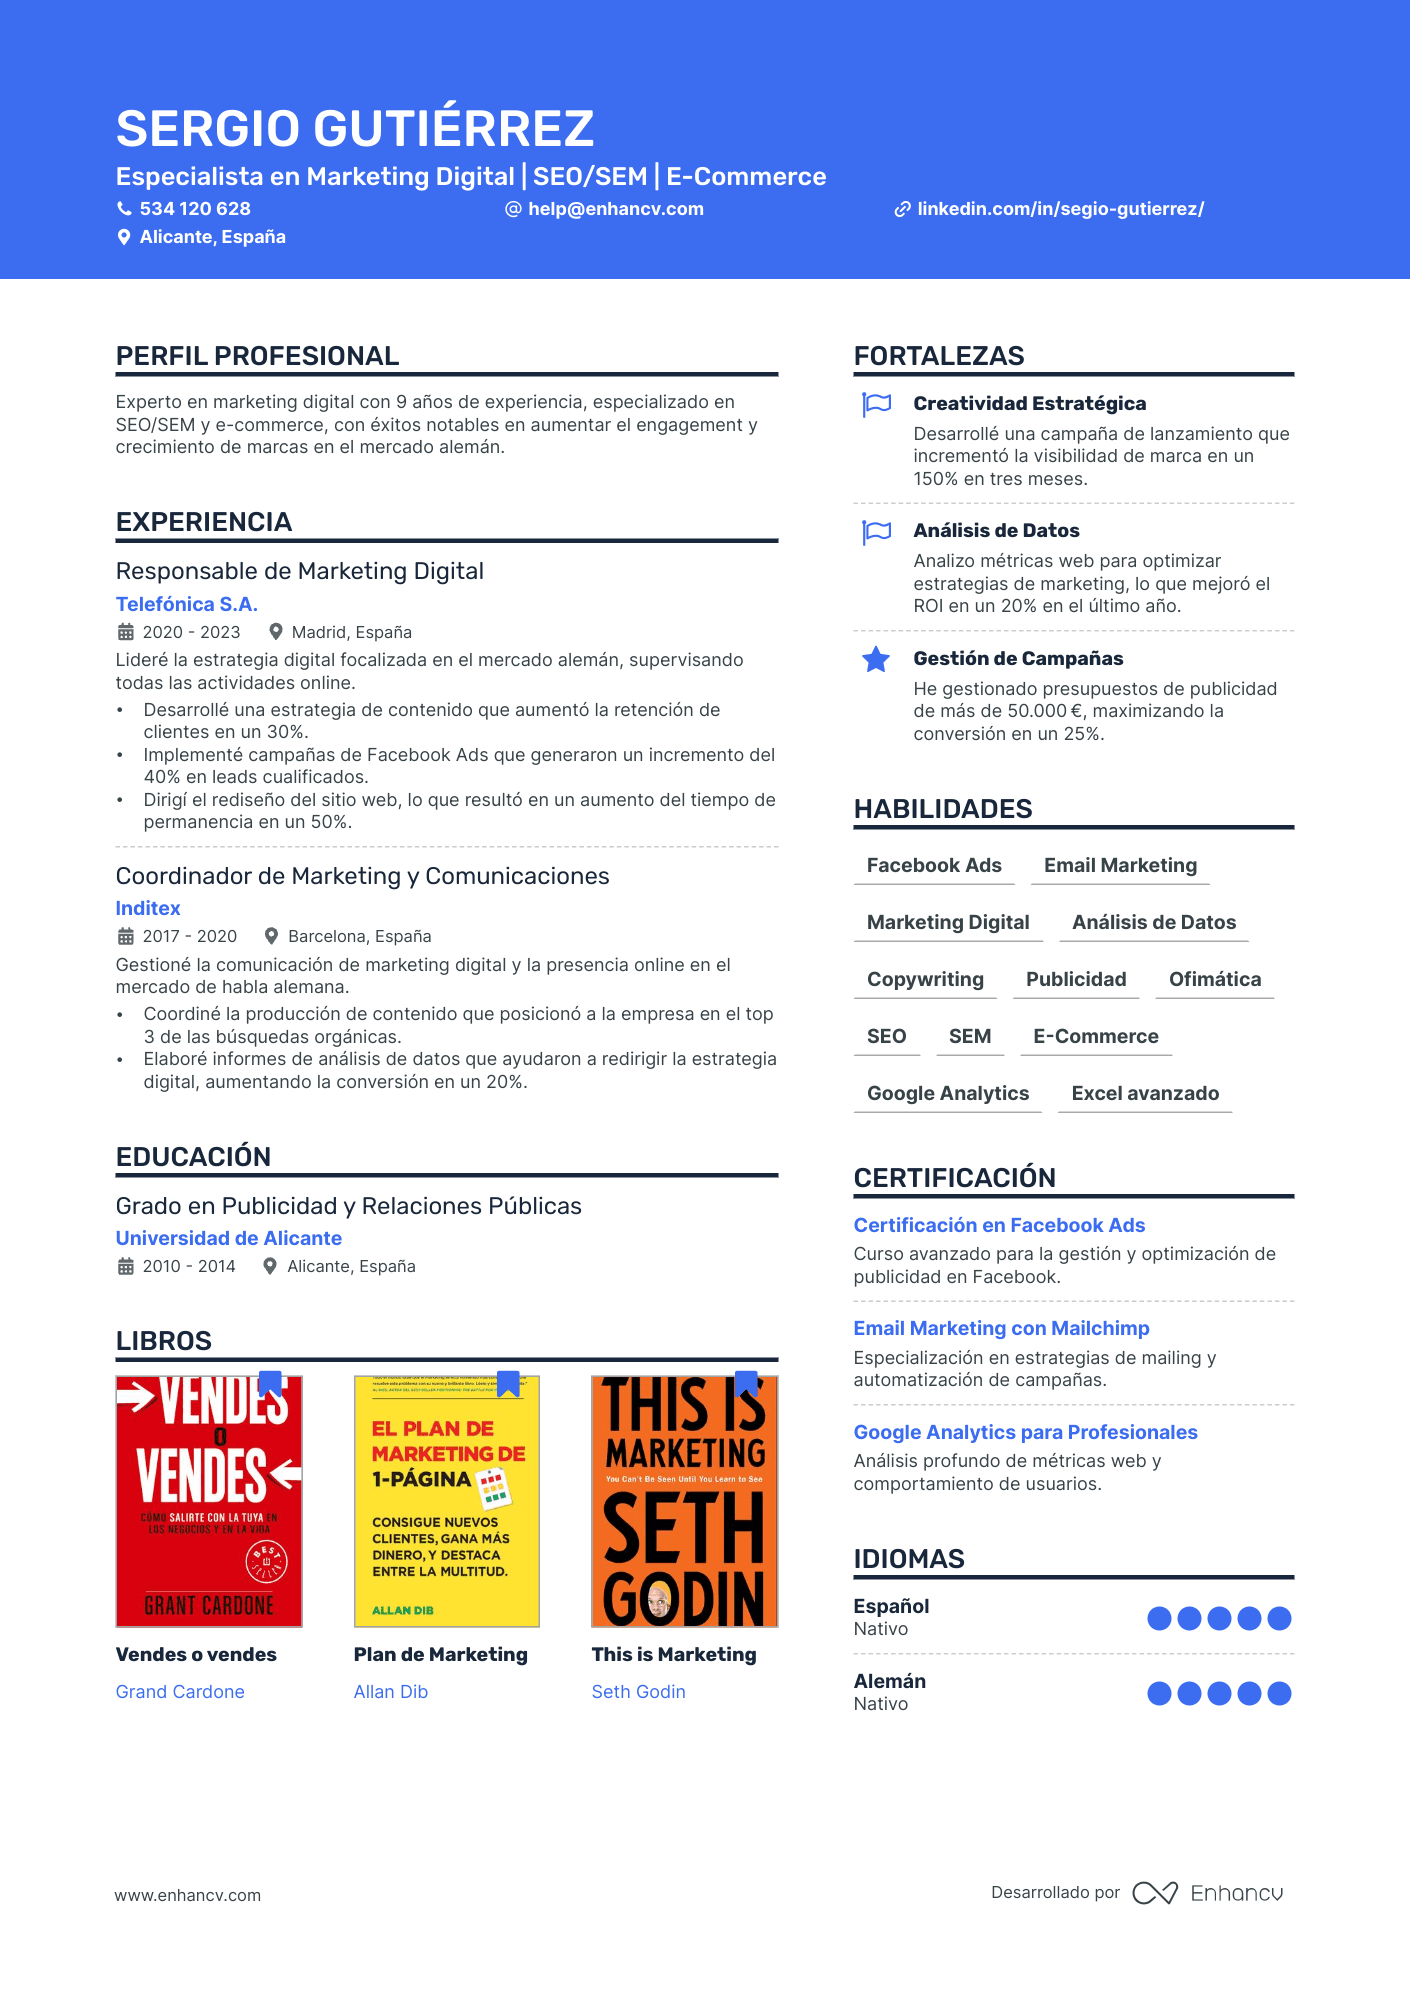 SERGIO GUTIÉRREZ
Especialista en Marketing Digital | SEO/SEM | E-Commerce
534 120 628
help@enhancv.com
linkedin.com/in/segio-gutierrez/
Alicante, España
PERFIL PROFESIONAL
Experto en marketing digital con 9 años de experiencia, especializado en
SEO/SEM y e-commerce, con éxitos notables en aumentar el engagement y
crecimiento de marcas en el mercado alemán.
EXPERIENCIA
Responsable de Marketing Digital
Telefónica S.A.
2020 - 2023 Madrid, España
Lideré la estrategia digital focalizada en el mercado alemán, supervisando
todas las actividades online.
• Desarrollé una estrategia de contenido que aumentó la retención de
clientes en un 30%.
• Implementé campañas de Facebook Ads que generaron un incremento del
40% en leads cualificados.
• Dirigí el rediseño del sitio web, lo que resultó en un aumento del tiempo de
permanencia en un 50%.
Coordinador de Marketing y Comunicaciones
Inditex
2017 - 2020 Barcelona, España
Gestioné la comunicación de marketing digital y la presencia online en el
mercado de habla alemana.
• Coordiné la producción de contenido que posicionó a la empresa en el top
3 de las búsquedas orgánicas.
• Elaboré informes de análisis de datos que ayudaron a redirigir la estrategia
digital, aumentando la conversión en un 20%.
EDUCACIÓN
Grado en Publicidad y Relaciones Públicas
Universidad de Alicante
2010 - 2014 Alicante, España
LIBROS
VENDES
O
VENDES
CÓMO SALIRTE CON LA TUYA EN
LOS NEGOCIOS Y EN LA VIDA
BEST
SELLER
GRANT CARDONE
EL PLAN DE
MARKETING DE
1-PÁGINA
CONSIGUE NUEVOS
CLIENTES, GANA MÁS
DINERO, Y DESTACA
ENTRE LA MULTITUD.
ALLAN DIB
THIS IS
MARKETING
You Can't Be Seen Until You Learn to See
SETH
GODIN
Vendes o vendes
Grand Cardone
Plan de Marketing
Allan Dib
This is Marketing
Seth Godin
FORTALEZAS
Creatividad Estratégica
Desarrollé una campaña de lanzamiento que
incrementó la visibilidad de marca en un
150% en tres meses.
Análisis de Datos
Analizo métricas web para optimizar
estrategias de marketing, lo que mejoró el
ROI en un 20% en el último año.
Gestión de Campañas
He gestionado presupuestos de publicidad
de más de 50.000 €, maximizando la
conversión en un 25%.
HABILIDADES
Facebook Ads Email Marketing
Marketing Digital Análisis de Datos
Copywriting Publicidad Ofimática
SEO SEM E-Commerce
Google Analytics Excel avanzado
CERTIFICACIÓN
Certificación en Facebook Ads
Curso avanzado para la gestión y optimización de
publicidad en Facebook.
Email Marketing con Mailchimp
Especialización en estrategias de mailing y
automatización de campañas.
Google Analytics para Profesionales
Análisis profundo de métricas web y
comportamiento de usuarios.
IDIOMAS
Español
Nativo
Alemán
Nativo
www.enhancv.com
Desarrollado por Enhancv